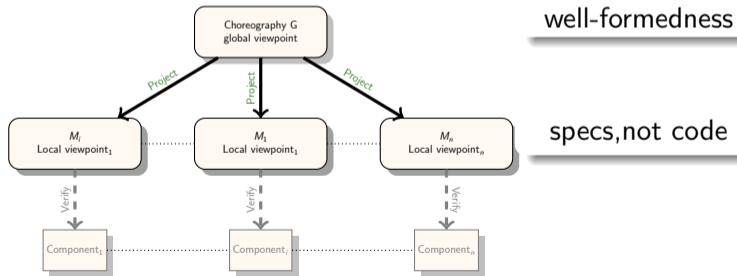 Choreography G
global viewpoint
well-formedness
Project
Project
Project
Mᵢ
Local viewpoint₁
M₁
Local viewpoint₁
Mₙ
Local viewpointₙ
specs,not code
Verify
Verify
Verify
Component₁
Componentᵢ
Componentₙ